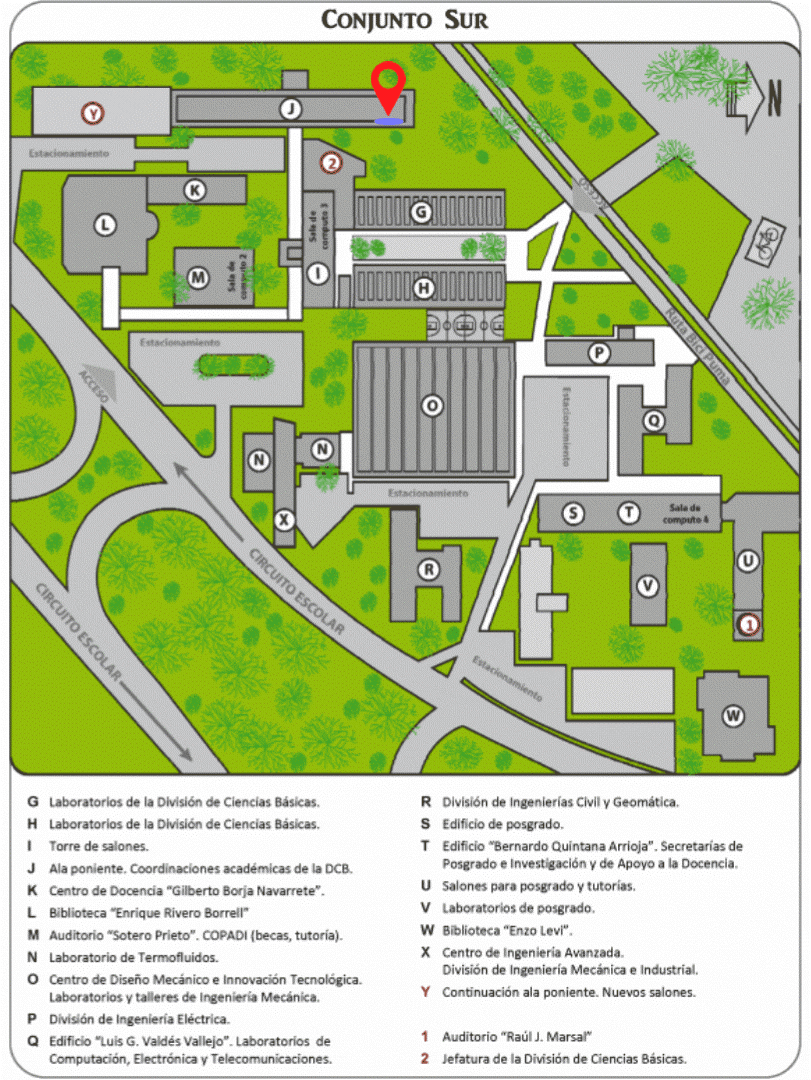 CONJUNTO SUR
N
Y
J
Estacionamiento
2
ACCESO
K
G
L
Sala de
computo 3
M
Sala de
computo 2
I
H
Estacionamiento
Ruta Bici Puma
P
ACCESO
O
Estacionamiento
Q
N
N
Estacionamiento
X
S
T
Sala de
computo 4
CIRCUITO ESCOLAR
R
V
U
CIRCUITO ESCOLAR
1
Estacionamiento
W
G Laboratorios de la División de Ciencias Básicas.
H Laboratorios de la División de Ciencias Básicas.
I Torre de salones.
J Ala poniente. Coordinaciones académicas de la DCB.
K Centro de Docencia “Gilberto Borja Navarrete”.
L Biblioteca “Enrique Rivero Borrell”
M Auditorio “Sotero Prieto”. COPADI (becas, tutoría).
N Laboratorio de Termofluidos.
O Centro de Diseño Mecánico e Innovación Tecnológica.
Laboratorios y talleres de Ingeniería Mecánica.
P División de Ingeniería Eléctrica.
Q Edificio “Luis G. Valdés Vallejo”. Laboratorios de
Computación, Electrónica y Telecomunicaciones.
R División de Ingenierías Civil y Geomática.
S Edificio de posgrado.
T Edificio “Bernardo Quintana Arrioja”. Secretarías de
Posgrado e Investigación y de Apoyo a la Docencia.
U Salones para posgrado y tutorías.
V Laboratorios de posgrado.
W Biblioteca “Enzo Levi”.
X Centro de Ingeniería Avanzada.
División de Ingeniería Mecánica e Industrial.
Y Continuación ala poniente. Nuevos salones.
1 Auditorio “Raúl J. Marsal”
2 Jefatura de la División de Ciencias Básicas.